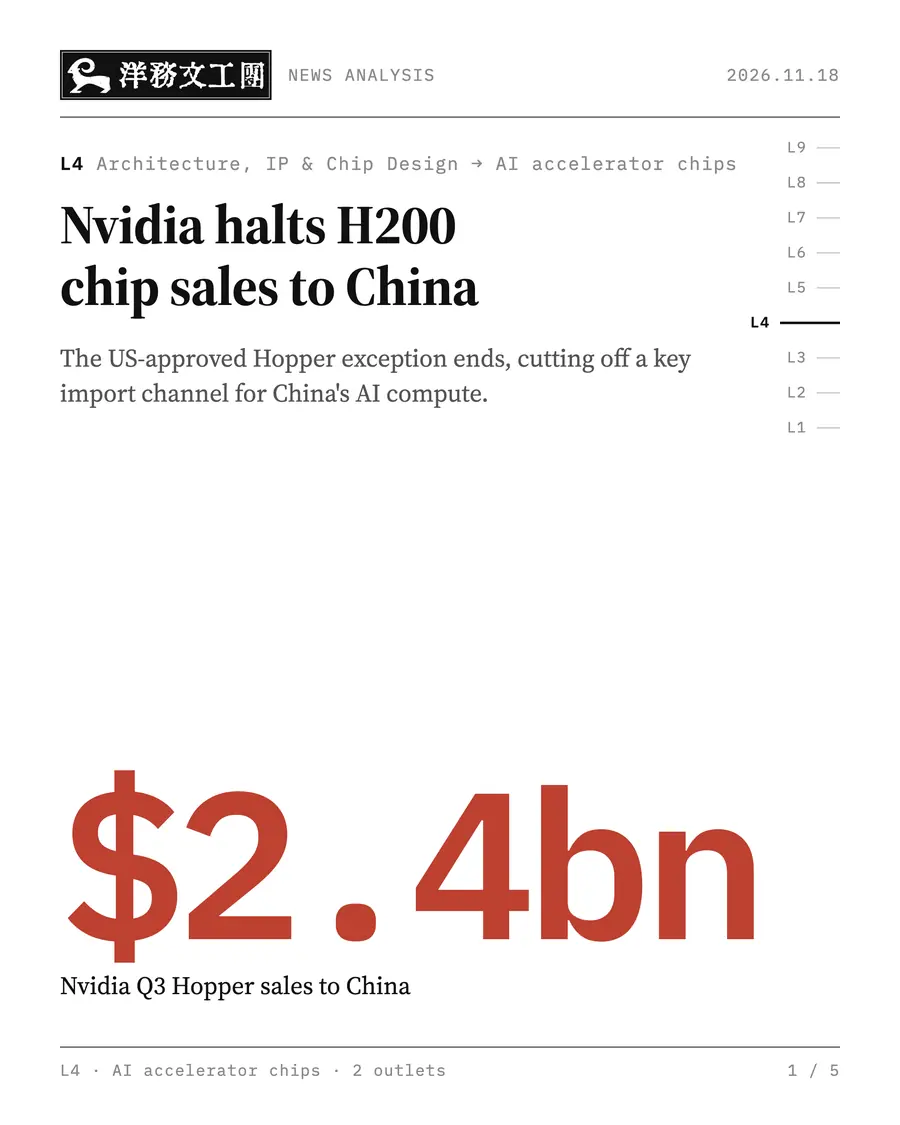 洋務文工團 NEWS ANALYSIS 2026.11.18
L4 Architecture, IP & Chip Design → AI accelerator chips
Nvidia halts H200
chip sales to China
The US-approved Hopper exception ends, cutting off a key
import channel for China's AI compute.
L9
L8
L7
L6
L5
L4
L3
L2
L1
$2.4bn
Nvidia Q3 Hopper sales to China
L4 · AI accelerator chips · 2 outlets 1 / 5